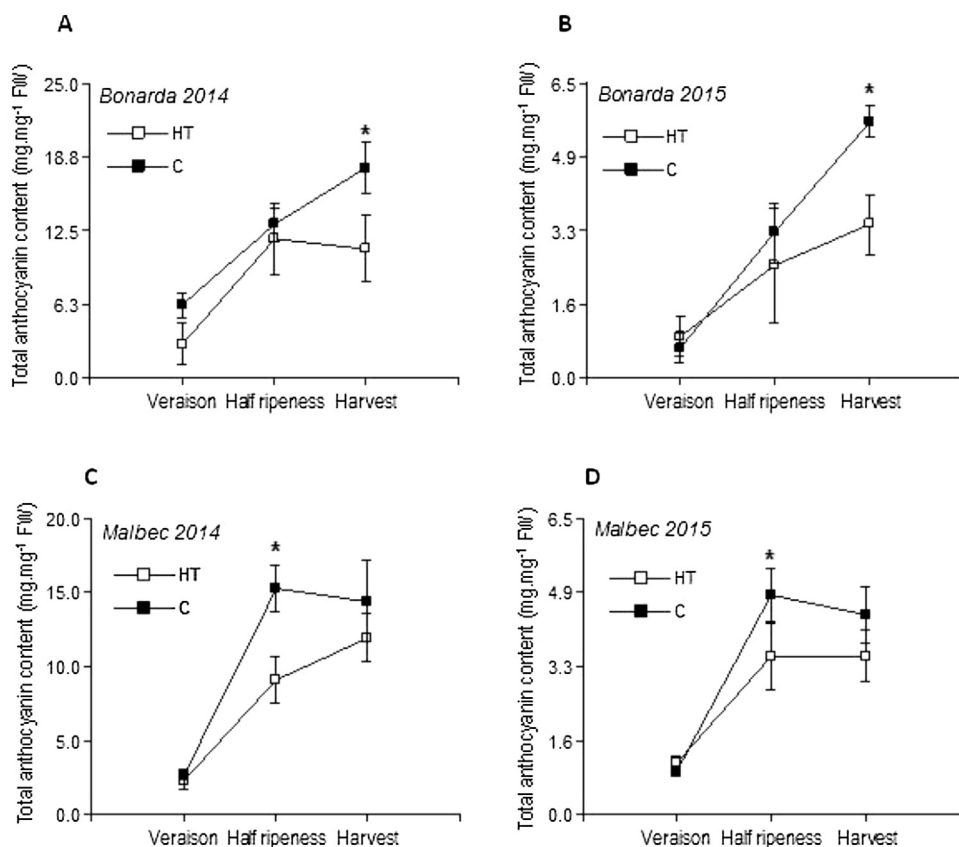 A
Total anthocyanin content (mg.mg⁻¹ FW)
25.0
18.8
12.5
6.3
0.0
Bonarda 2014
HT
C
*
Veraison Half ripeness Harvest
B
Total anthocyanin content (mg.mg⁻¹ FW)
6.5
4.9
3.3
1.6
0.0
Bonarda 2015
HT
C
*
Veraison Half ripeness Harvest
C
Total anthocyanin content (mg.mg⁻¹ FW)
20.0
15.0
10.0
5.0
0.0
Malbec 2014
HT
C
*
Veraison Half ripeness Harvest
D
Total anthocyanin content (mg.mg⁻¹ FW)
6.5
4.9
3.3
1.6
0.0
Malbec 2015
HT
C
*
Veraison Half ripeness Harvest